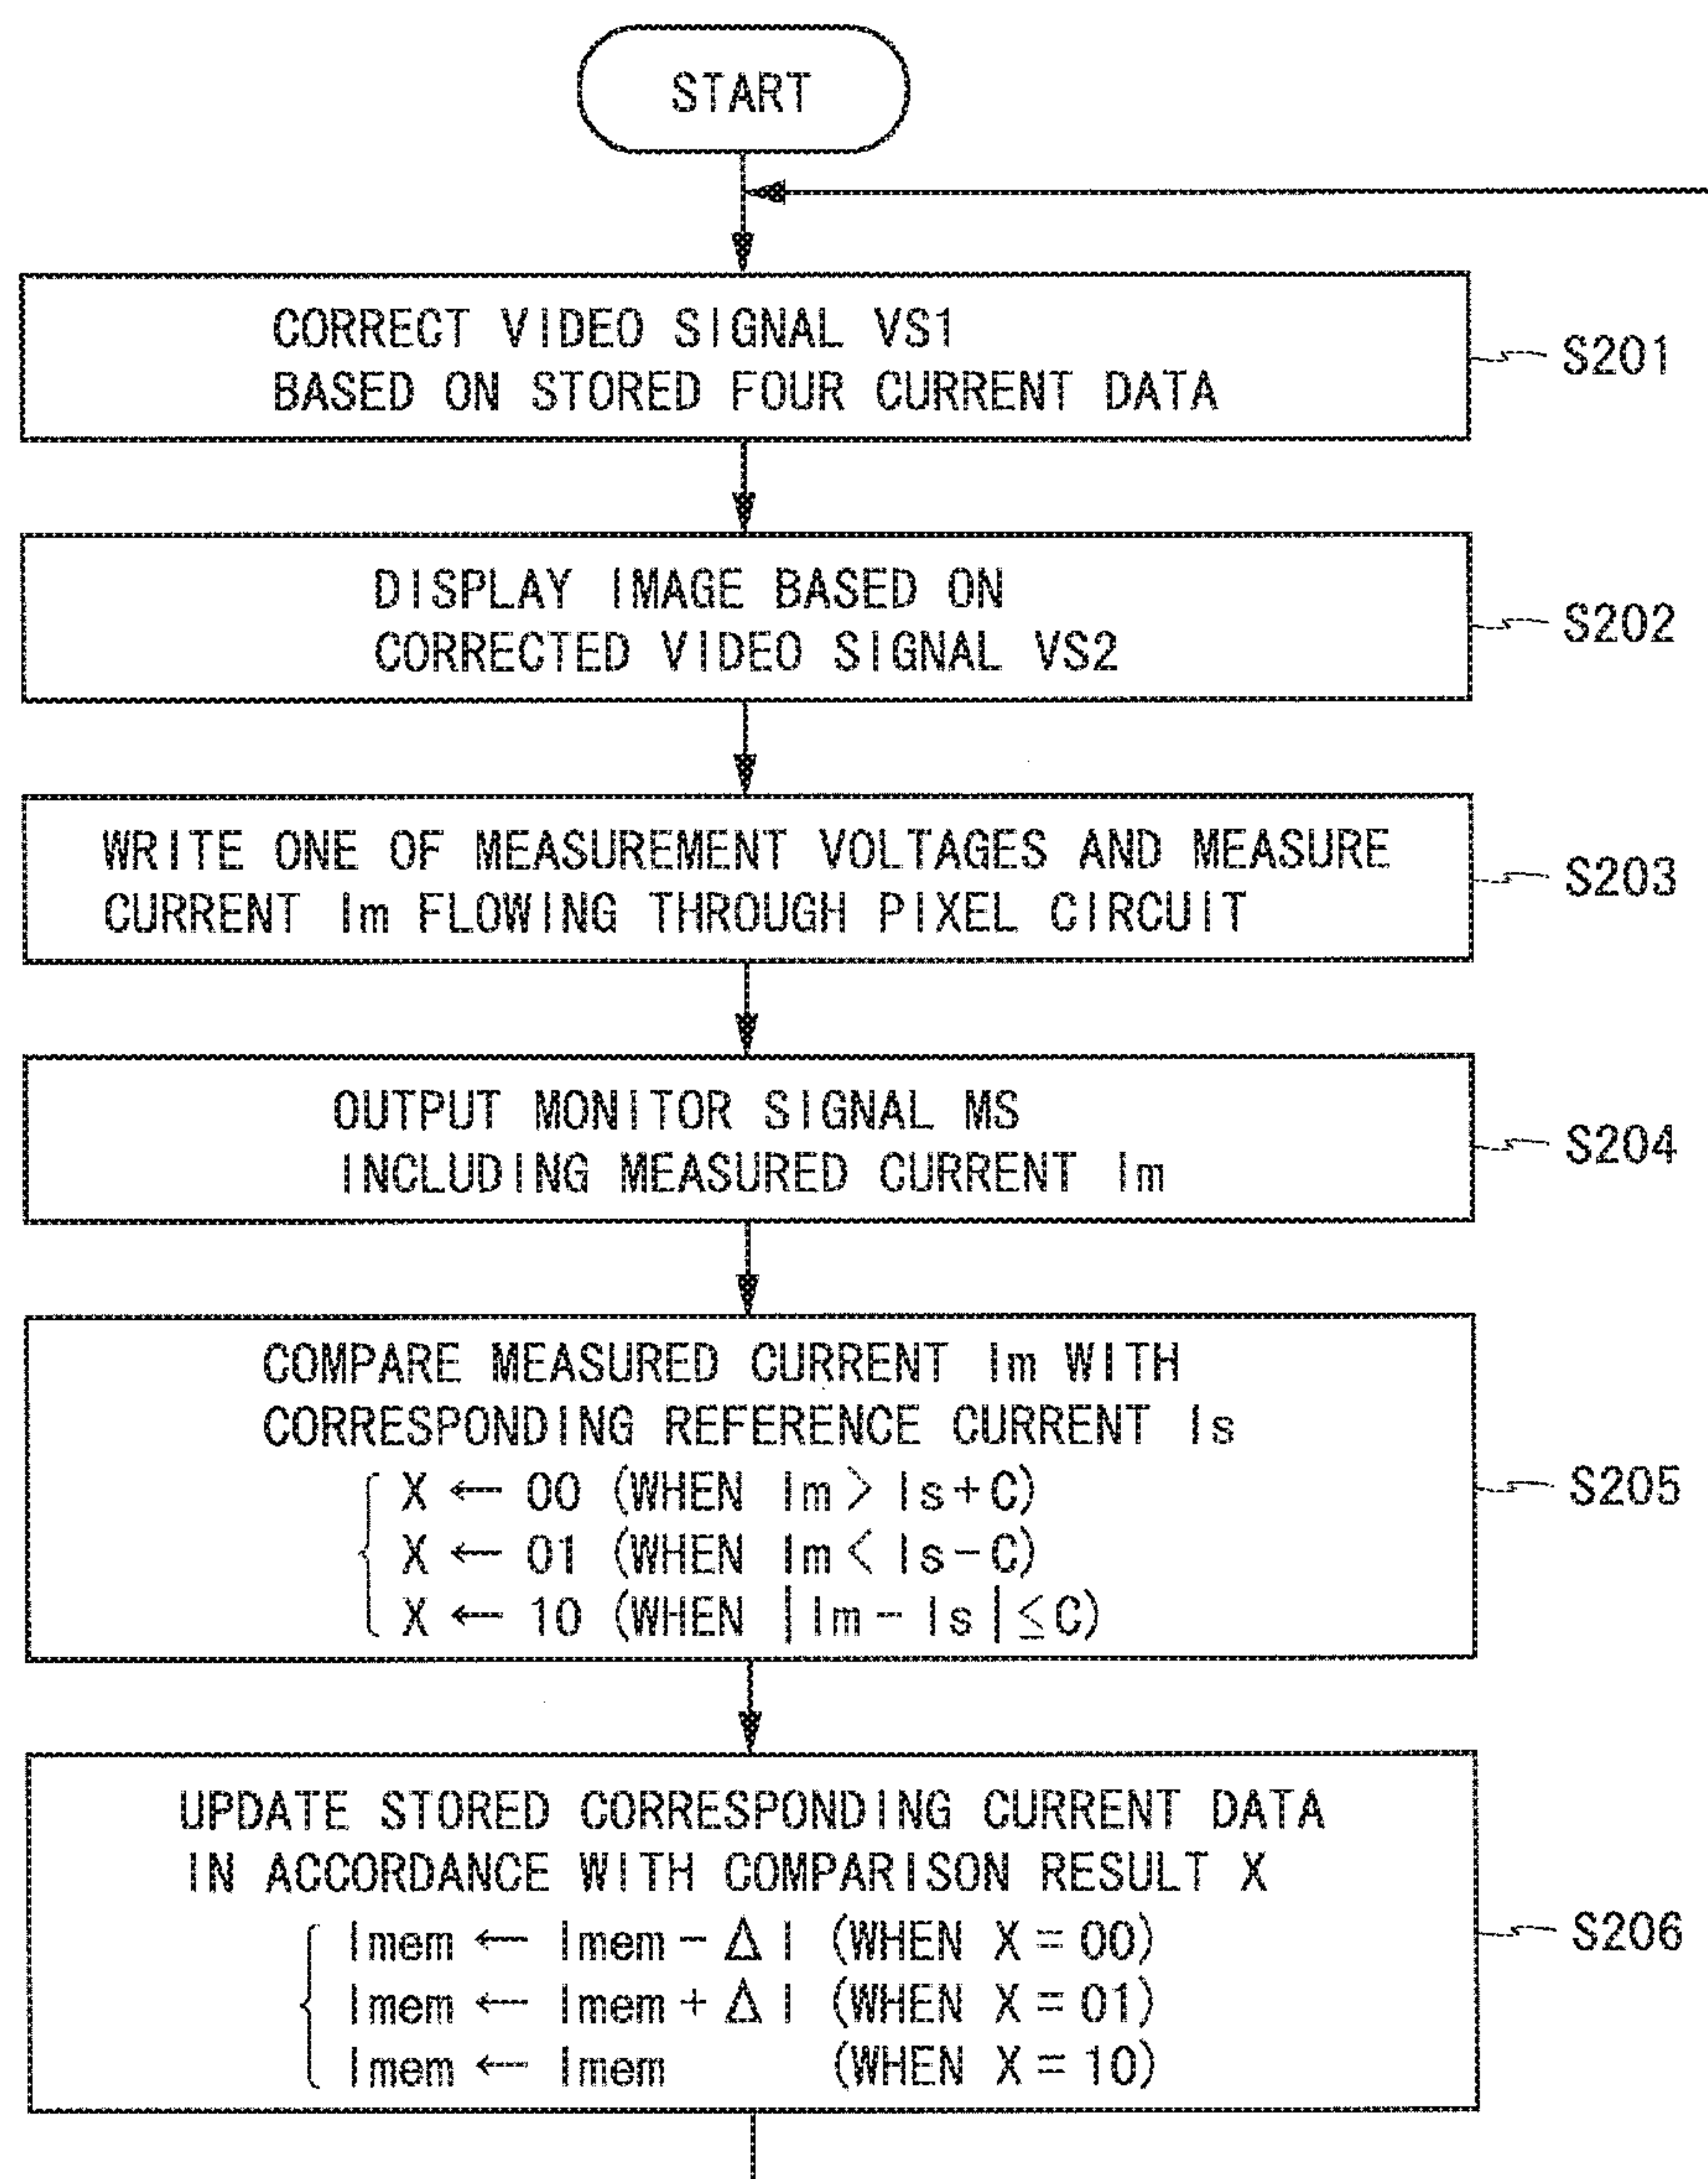 START
CORRECT VIDEO SIGNAL VS1
BASED ON STORED FOUR CURRENT DATA
S201
DISPLAY IMAGE BASED ON
CORRECTED VIDEO SIGNAL VS2
S202
WRITE ONE OF MEASUREMENT VOLTAGES AND MEASURE
CURRENT Im FLOWING THROUGH PIXEL CIRCUIT
S203
OUTPUT MONITOR SIGNAL MS
INCLUDING MEASURED CURRENT Im
S204
COMPARE MEASURED CURRENT Im WITH
CORRESPONDING REFERENCE CURRENT Is
X ← 00 (WHEN Im > Is+C)
X ← 01 (WHEN Im < Is-C)
X ← 10 (WHEN |Im - Is| ≤ C)
S205
UPDATE STORED CORRESPONDING CURRENT DATA
IN ACCORDANCE WITH COMPARISON RESULT X
Imem ← Imem - Δ I (WHEN X = 00)
Imem ← Imem + Δ I (WHEN X = 01)
Imem ← Imem (WHEN X = 10)
S206